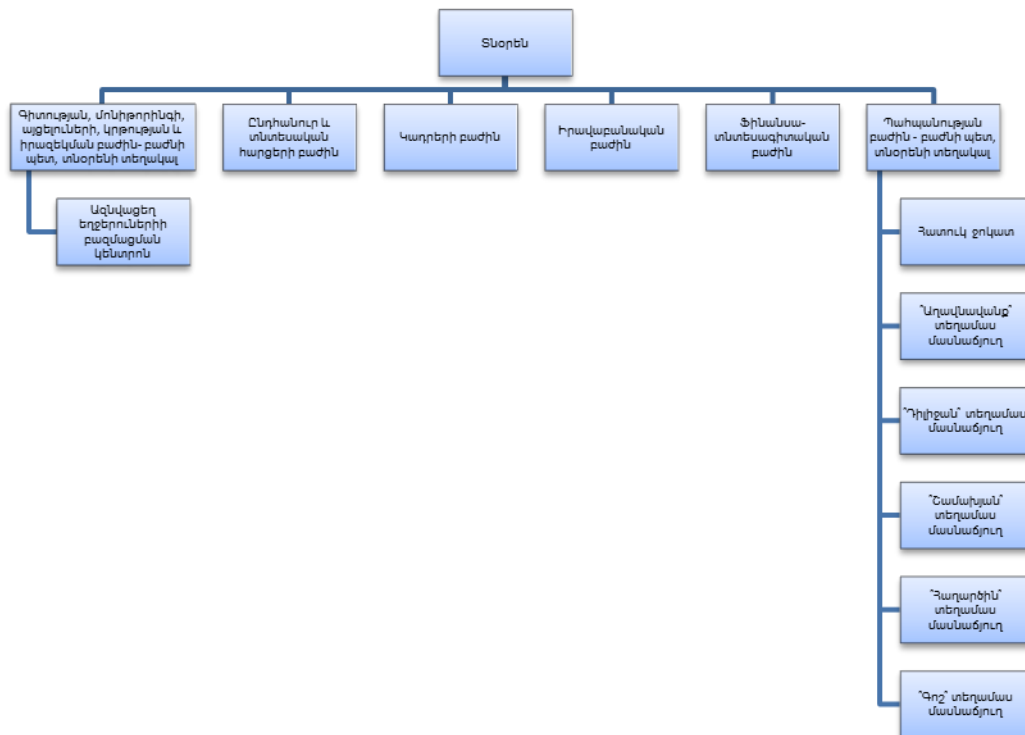 Տնօրեն
Գիտության, մոնիթորինգի,
այցելուների, կրթության և
իրազեկման բաժին- բաժնի
պետ, տնօրենի տեղակալ
Ընդհանուր և
տնտեսական
հարցերի բաժին
Կադրերի բաժին
Իրավաբանական
բաժին
Ֆինանսա-
տնտեսագիտական
բաժին
Պահպանության
բաժին - բաժնի պետ,
տնօրենի տեղակալ
Ազնվացեղ
եղջերուներիի
բազմացման
կենտրոն
Հատուկ ջոկատ
"Աղավնավանք"
տեղամաս
մասնաճյուղ
"Դիլիջան" տեղամաս
մասնաճյուղ
"Շամախյան"
տեղամաս
մասնաճյուղ
"Հաղարծին"
տեղամաս
մասնաճյուղ
"Գոշ" տեղամաս
մասնաճյուղ